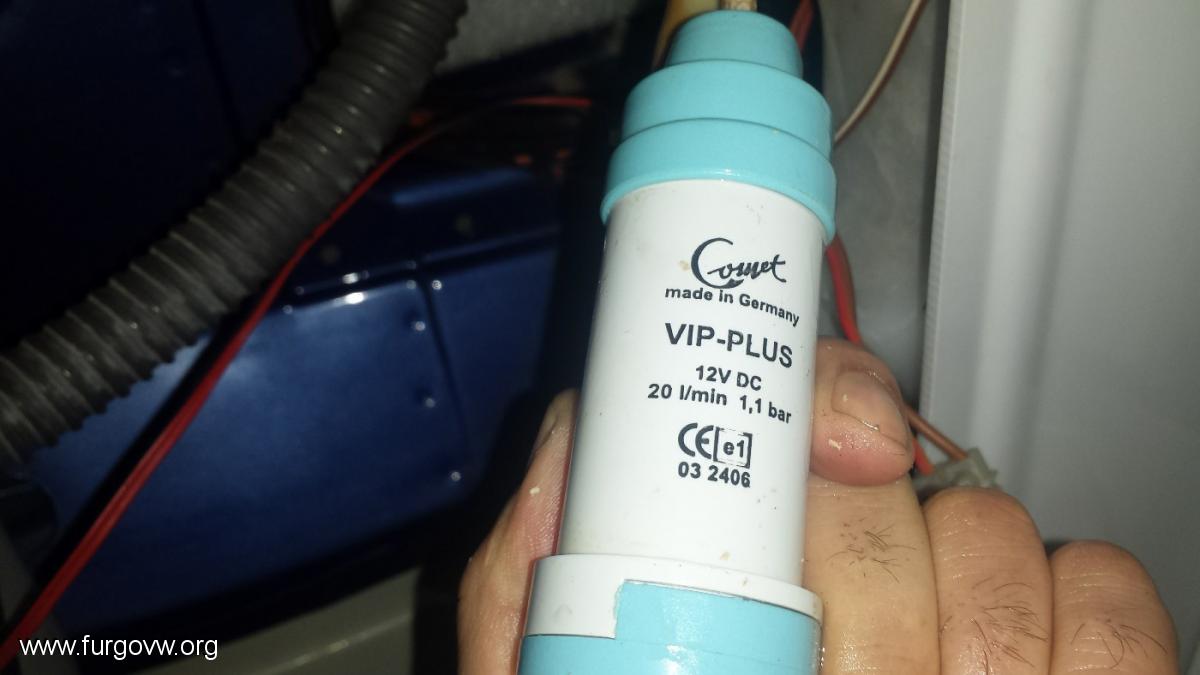 Comet
made in Germany
VIP-PLUS
12V DC
20 l/min 1,1 bar
CE e1
03 2406
www.furgovw.org